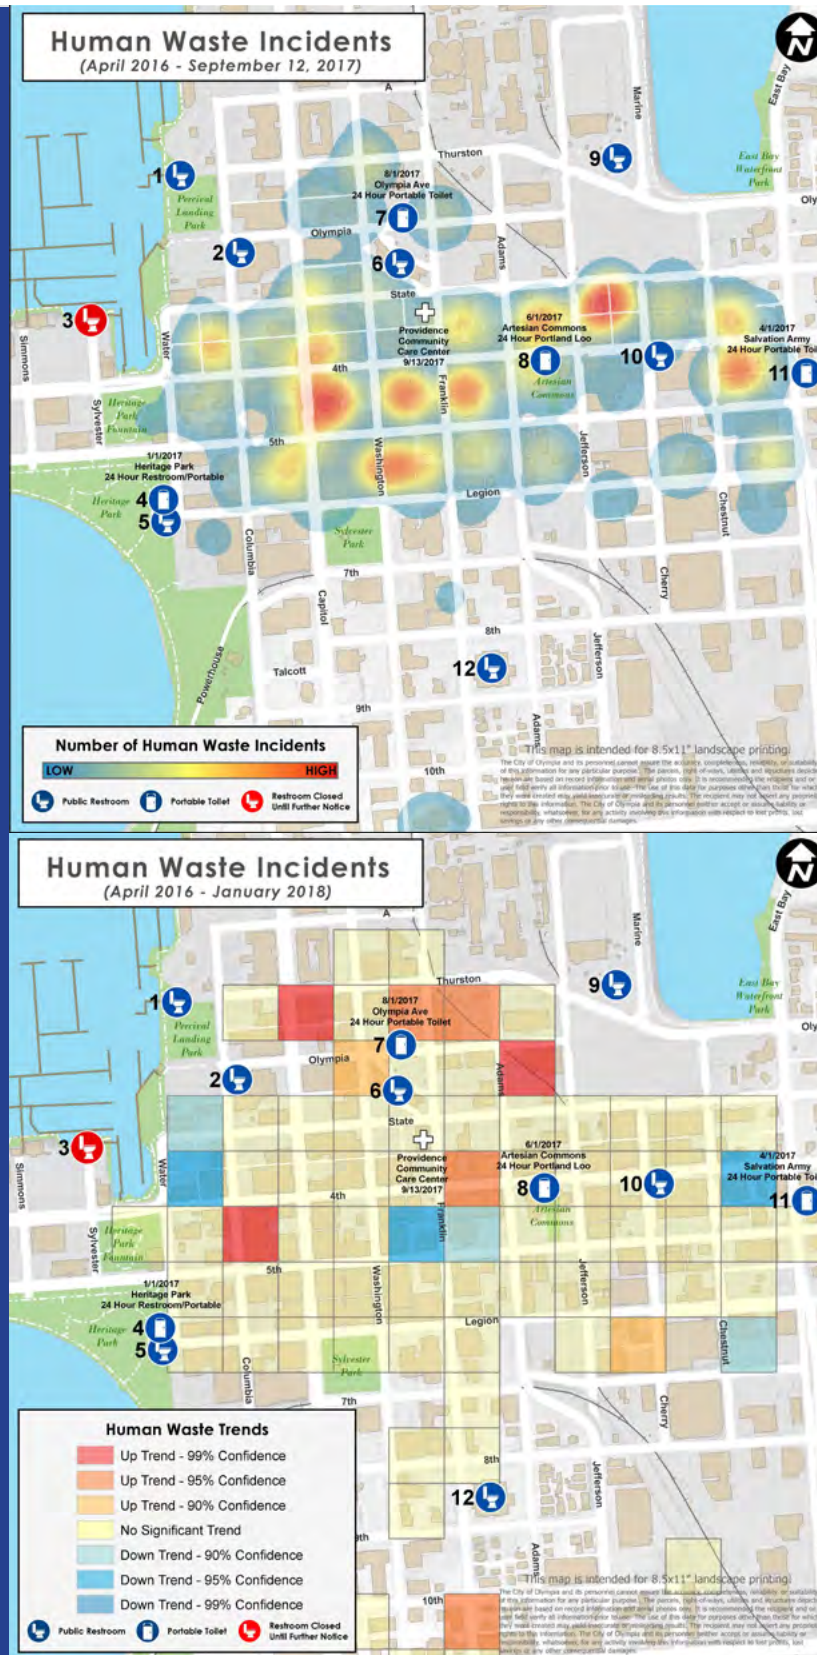 Human Waste Incidents
(April 2016 - September 12, 2017)
N
A
Marine
East Bay
Thurston
9
East Bay
Waterfront
Park
1
Percival
Landing
Park
8/1/2017
Olympia Ave
24 Hour Portable Toilet
7
Oly
Olympia
2
Adams
6
State
3
Simmons
Water
Providence
Community
Care Center
9/13/2017
6/1/2017
Artesian Commons
24 Hour Portland Loo
8
10
4/1/2017
Salvation Army
24 Hour Portable Toil
11
4th
Franklin
Artesian
Commons
Sylvester
Heritage
Park
Fountain
5th
Washington
Jefferson
1/1/2017
Heritage Park
24 Hour Restroom/Portable
Heritage
Park
4
5
Legion
Chestnut
Columbia
Sylvester
Park
7th
Capitol
Cherry
8th
Jefferson
Powerhouse
Talcott
12
9th
Adams
10th
Number of Human Waste Incidents
LOW
HIGH
Public Restroom
Portable Toilet
Restroom Closed
Until Further Notice
This map is intended for 8.5x11" landscape printing.
Human Waste Incidents
(April 2016 - January 2018)
N
A
Marine
East Bay
Thurston
9
East Bay
Waterfront
Park
1
Percival
Landing
Park
8/1/2017
Olympia Ave
24 Hour Portable Toilet
7
Oly
Olympia
2
Adams
6
State
3
Simmons
Water
Providence
Community
Care Center
9/13/2017
6/1/2017
Artesian Commons
24 Hour Portland Loo
8
10
4/1/2017
Salvation Army
24 Hour Portable Toi
11
4th
Franklin
Artesian
Commons
Sylvester
Heritage
Park
Fountain
5th
Washington
Jefferson
1/1/2017
Heritage Park
24 Hour Restroom/Portable
Heritage
Park
4
5
Legion
Chestnut
Columbia
Sylvester
Park
7th
Cherry
8th
Jefferson
12
9th
Adams
10th
Human Waste Trends
Up Trend - 99% Confidence
Up Trend - 95% Confidence
Up Trend - 90% Confidence
No Significant Trend
Down Trend - 90% Confidence
Down Trend - 95% Confidence
Down Trend - 99% Confidence
Public Restroom
Portable Toilet
Restroom Closed
Until Further Notice
This map is intended for 8.5x11" landscape printing.